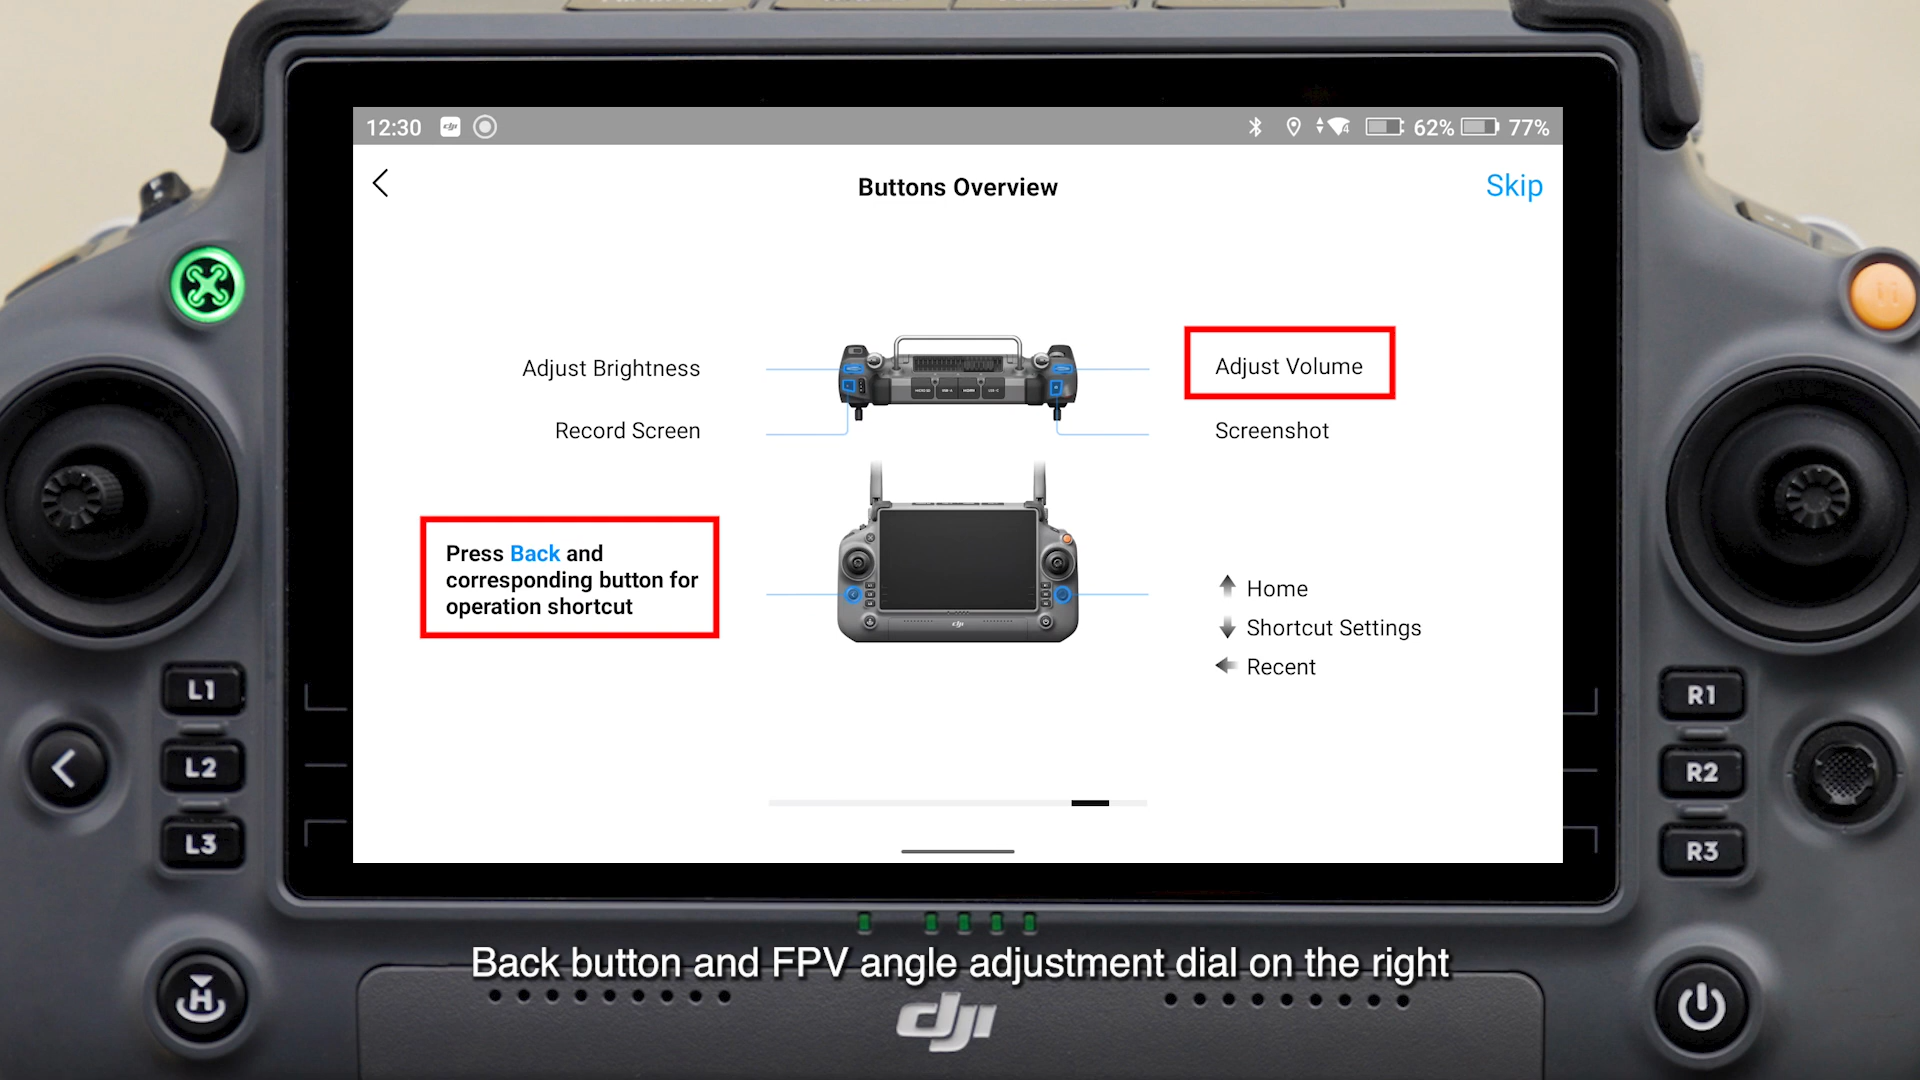 12:30
62%
77%
Buttons Overview
Skip
Adjust Brightness
Adjust Volume
Record Screen
Screenshot
Press Back and
corresponding button for
operation shortcut
Home
Shortcut Settings
Recent
L1
L2
L3
R1
R2
R3
H
Back button and FPV angle adjustment dial on the right
dji